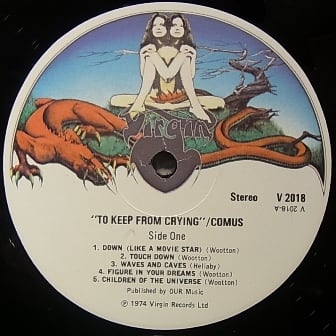 Virgin
Stereo V 2018
V 2018-A
"TO KEEP FROM CRYING"/COMUS
Side One
1. DOWN (LIKE A MOVIE STAR) (Wootton)
2. TOUCH DOWN (Wootton)
3. WAVES AND CAVES (Hellaby)
4. FIGURE IN YOUR DREAMS (Wootton)
5. CHILDREN OF THE UNIVERSE (Wootton)
Published by OUR Music
℗ 1974 Virgin Records Ltd